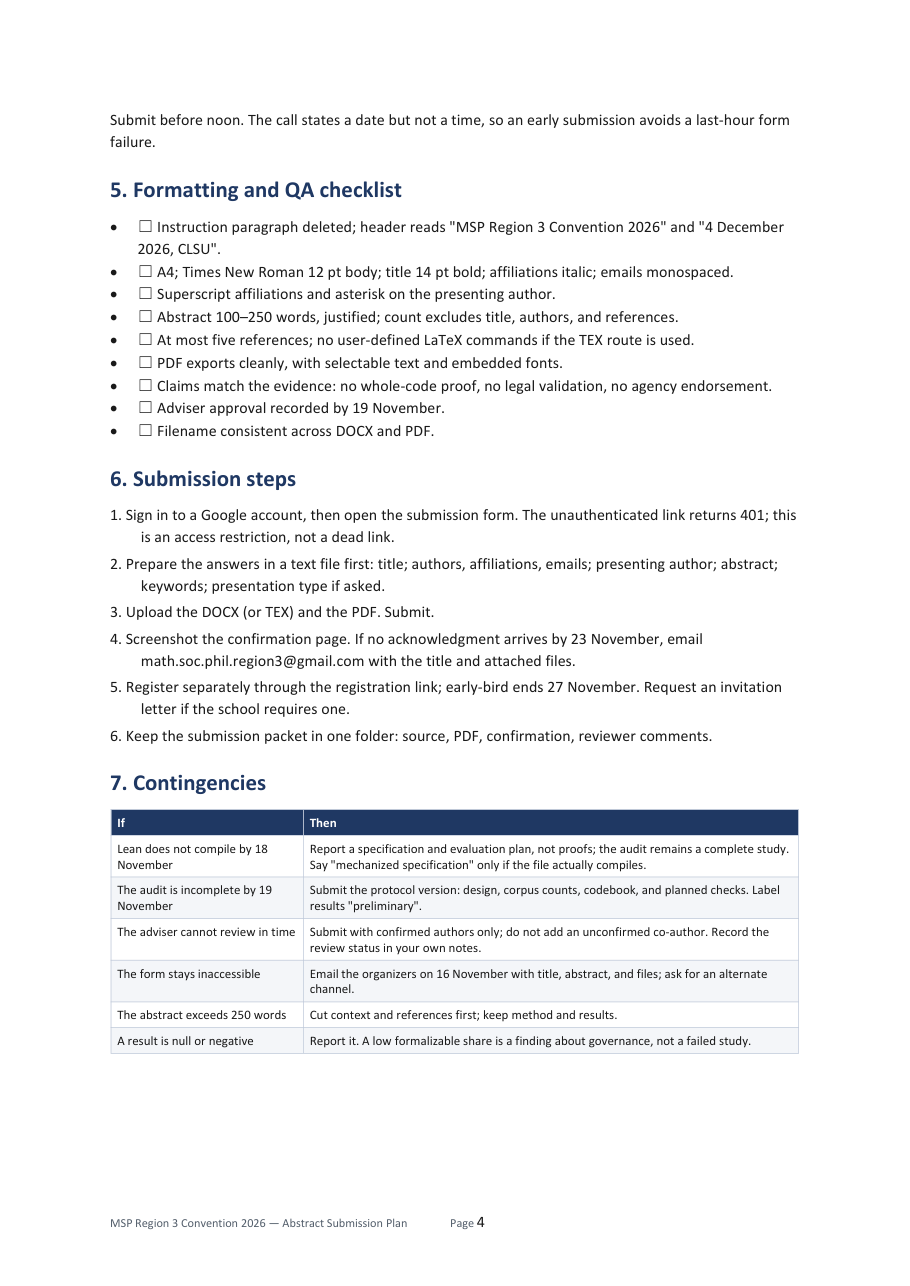 Submit before noon. The call states a date but not a time, so an early submission avoids a last-hour form
failure.
5. Formatting and QA checklist
• ☐ Instruction paragraph deleted; header reads "MSP Region 3 Convention 2026" and "4 December
2026, CLSU".
• ☐ A4; Times New Roman 12 pt body; title 14 pt bold; affiliations italic; emails monospaced.
• ☐ Superscript affiliations and asterisk on the presenting author.
• ☐ Abstract 100–250 words, justified; count excludes title, authors, and references.
• ☐ At most five references; no user-defined LaTeX commands if the TEX route is used.
• ☐ PDF exports cleanly, with selectable text and embedded fonts.
• ☐ Claims match the evidence: no whole-code proof, no legal validation, no agency endorsement.
• ☐ Adviser approval recorded by 19 November.
• ☐ Filename consistent across DOCX and PDF.
6. Submission steps
1. Sign in to a Google account, then open the submission form. The unauthenticated link returns 401; this
is an access restriction, not a dead link.
2. Prepare the answers in a text file first: title; authors, affiliations, emails; presenting author; abstract;
keywords; presentation type if asked.
3. Upload the DOCX (or TEX) and the PDF. Submit.
4. Screenshot the confirmation page. If no acknowledgment arrives by 23 November, email
math.soc.phil.region3@gmail.com with the title and attached files.
5. Register separately through the registration link; early-bird ends 27 November. Request an invitation
letter if the school requires one.
6. Keep the submission packet in one folder: source, PDF, confirmation, reviewer comments.
7. Contingencies
If Then
Lean does not compile by 18
November
Report a specification and evaluation plan, not proofs; the audit remains a complete study.
Say "mechanized specification" only if the file actually compiles.
The audit is incomplete by 19
November
Submit the protocol version: design, corpus counts, codebook, and planned checks. Label
results "preliminary".
The adviser cannot review in time
Submit with confirmed authors only; do not add an unconfirmed co-author. Record the
review status in your own notes.
The form stays inaccessible
Email the organizers on 16 November with title, abstract, and files; ask for an alternate
channel.
The abstract exceeds 250 words
Cut context and references first; keep method and results.
A result is null or negative
Report it. A low formalizable share is a finding about governance, not a failed study.
MSP Region 3 Convention 2026 — Abstract Submission Plan Page 4